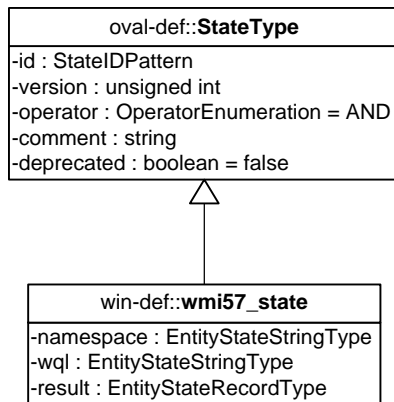 oval-def::StateType
-id : StateIDPattern
-version : unsigned int
-operator : OperatorEnumeration = AND
-comment : string
-deprecated : boolean = false
win-def::wmi57_state
-namespace : EntityStateStringType
-wql : EntityStateStringType
-result : EntityStateRecordType